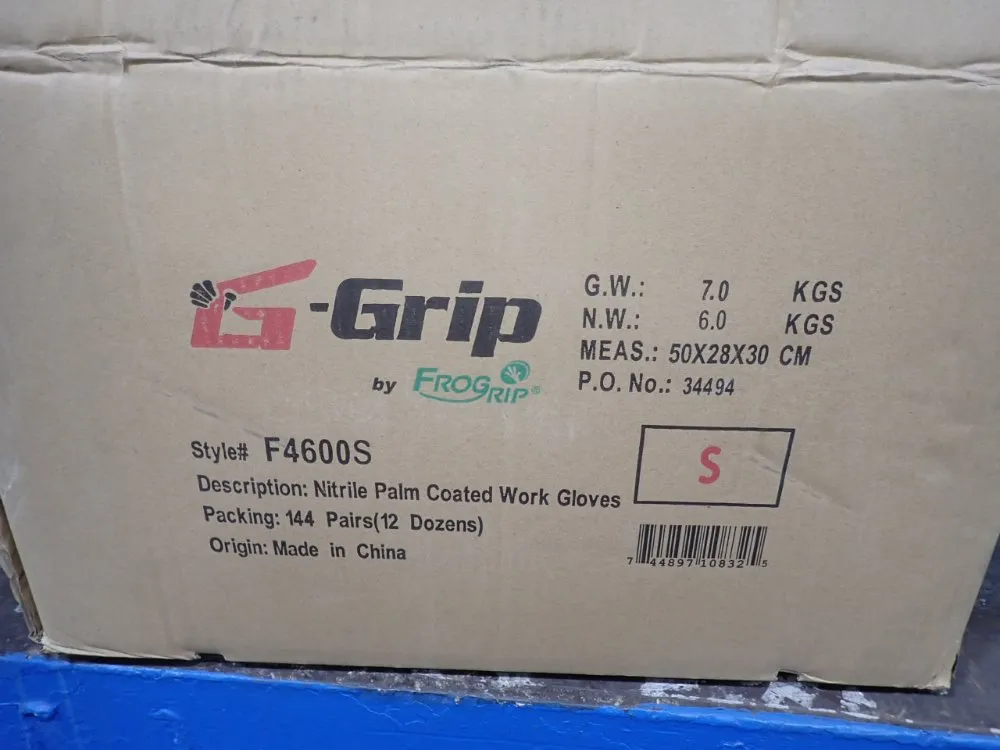 G-Grip
by FROGGRIP®
G.W.: 7.0 KGS
N.W.: 6.0 KGS
MEAS.: 50X28X30 CM
P.O. No.: 34494
Style# F4600S
Description: Nitrile Palm Coated Work Gloves
Packing: 144 Pairs(12 Dozens)
Origin: Made in China
S
7 44897 10832 5